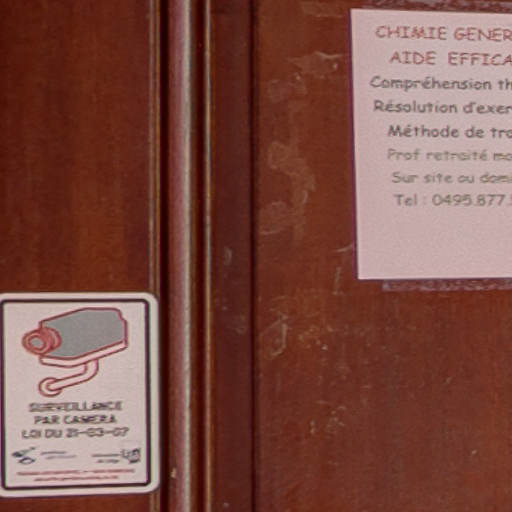 CHIMIE GENER
AIDE EFFICA
Compréhension th
Résolution d'exer
Méthode de tra
Prof retraité mo
Sur site ou domi
Tel : 0495.877.
SURVEILLANCE
PAR CAMERA
LOI DU 21-03-07